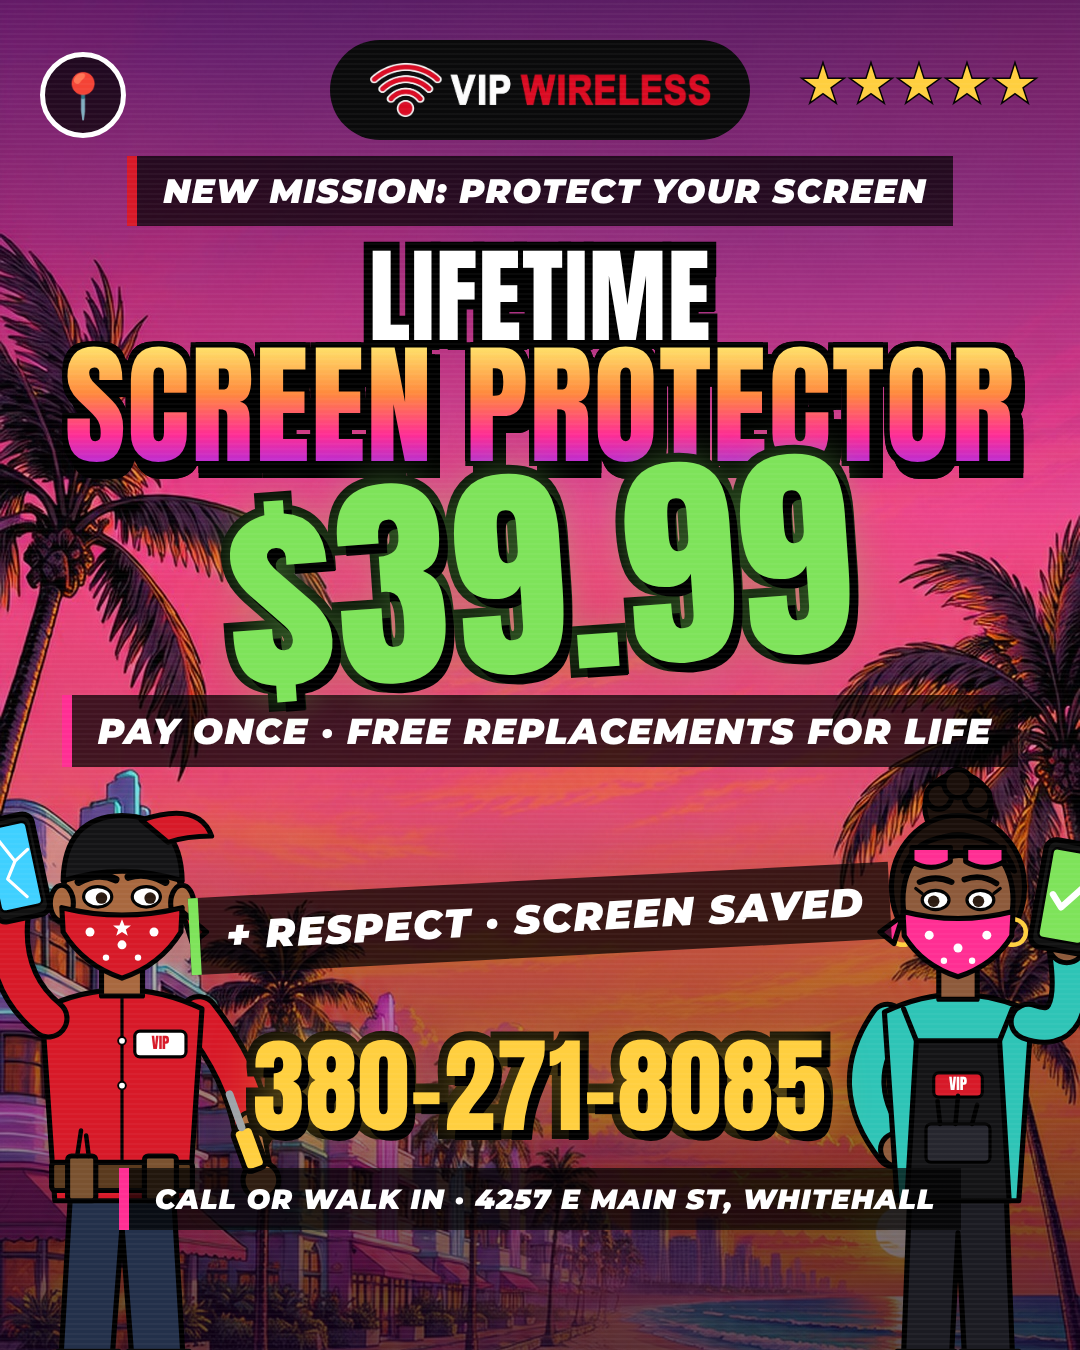 VIP WIRELESS
NEW MISSION: PROTECT YOUR SCREEN
LIFETIME
SCREEN PROTECTOR
$39.99
PAY ONCE · FREE REPLACEMENTS FOR LIFE
+ RESPECT · SCREEN SAVED
VIP
VIP
380-271-8085
CALL OR WALK IN · 4257 E MAIN ST, WHITEHALL